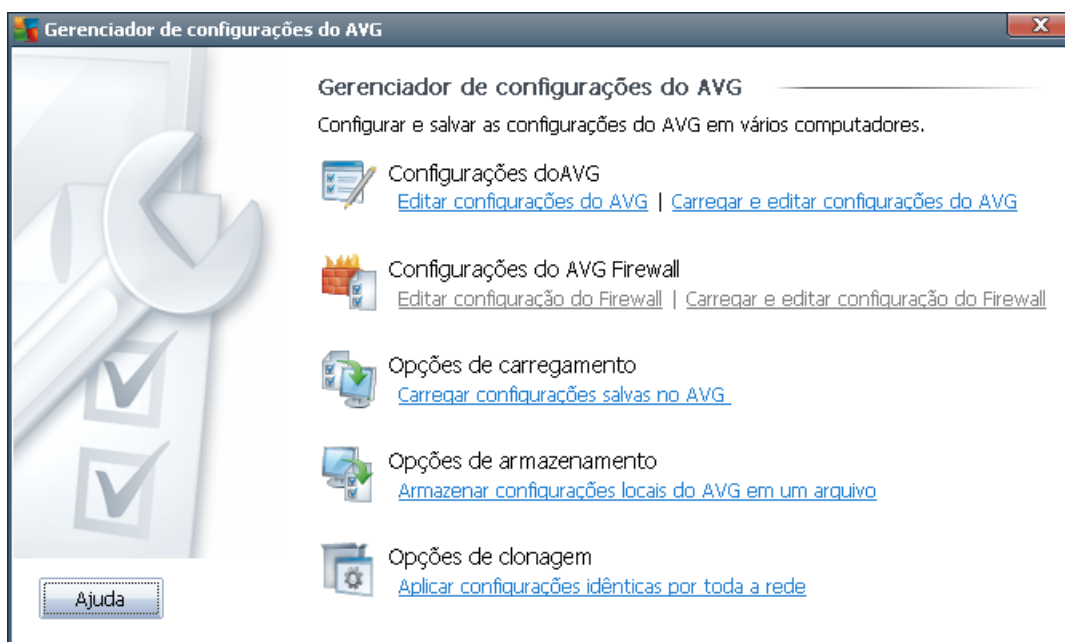 Gerenciador de configurações do AVG
Gerenciador de configurações do AVG
Configurar e salvar as configurações do AVG em vários computadores.
Configurações doAVG
Editar configurações do AVG | Carregar e editar configurações do AVG
Configurações do AVG Firewall
Editar configuração do Firewall | Carregar e editar configuração do Firewall
Opções de carregamento
Carregar configurações salvas no AVG
Opções de armazenamento
Armazenar configurações locais do AVG em um arquivo
Opções de clonagem
Aplicar configurações idênticas por toda a rede
Ajuda